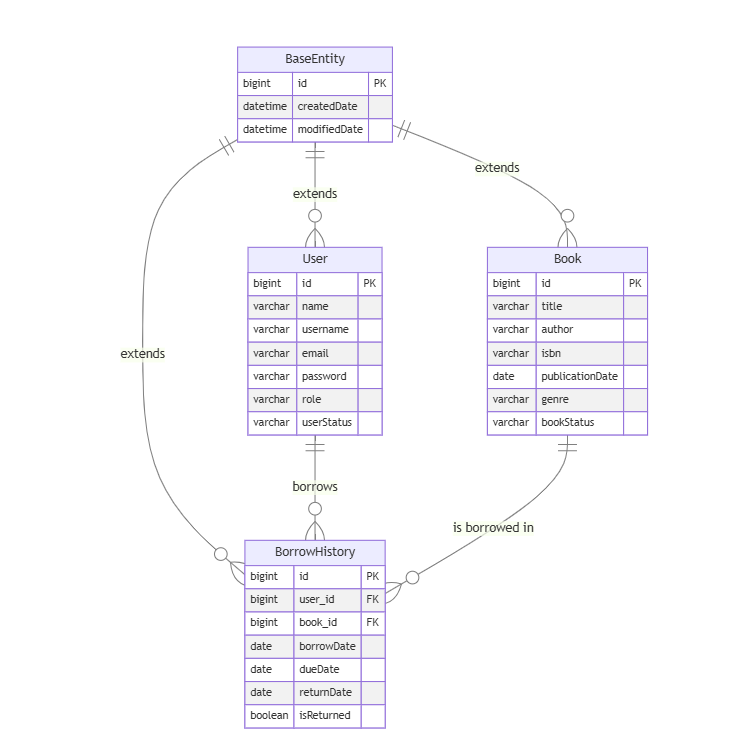 BaseEntity
bigint id PK
datetime createdDate
datetime modifiedDate
extends
extends
extends
User
bigint id PK
varchar name
varchar username
varchar email
varchar password
varchar role
varchar userStatus
Book
bigint id PK
varchar title
varchar author
varchar isbn
date publicationDate
varchar genre
varchar bookStatus
borrows
is borrowed in
BorrowHistory
bigint id PK
bigint user_id FK
bigint book_id FK
date borrowDate
date dueDate
date returnDate
boolean isReturned